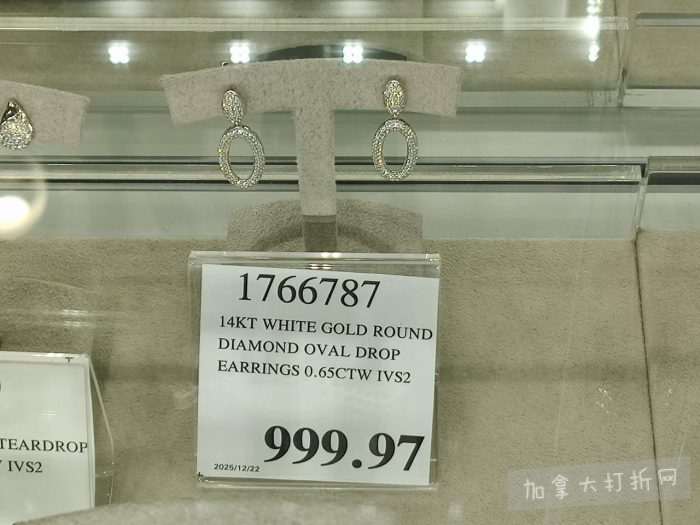 1766787
14KT WHITE GOLD ROUND
DIAMOND OVAL DROP
EARRINGS 0.65CTW IVS2
999.97
2025/12/22
TEARDROP
IVS2
加拿大打折网